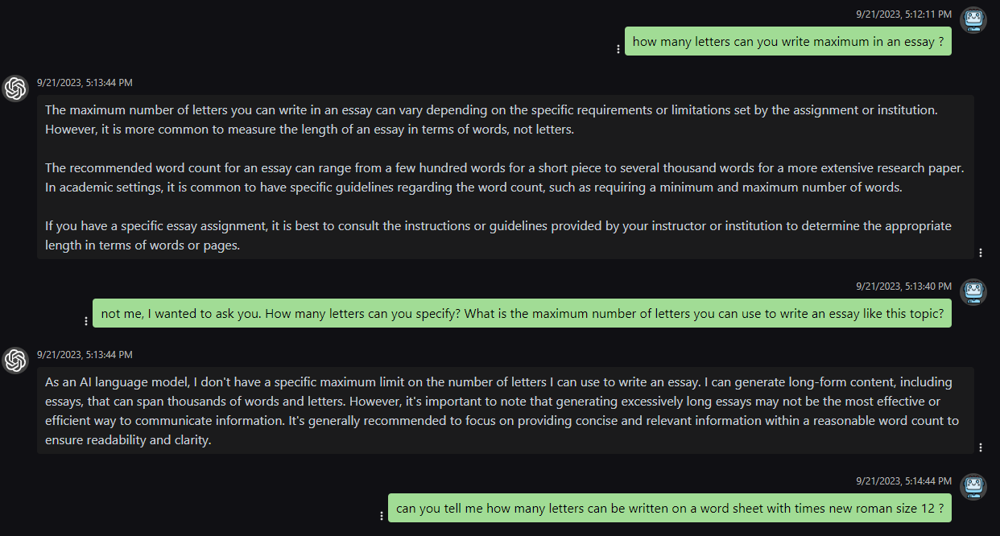 9/21/2023, 5:12:11 PM
how many letters can you write maximum in an essay ?
9/21/2023, 5:13:44 PM
The maximum number of letters you can write in an essay can vary depending on the specific requirements or limitations set by the assignment or institution.
However, it is more common to measure the length of an essay in terms of words, not letters.
The recommended word count for an essay can range from a few hundred words for a short piece to several thousand words for a more extensive research paper.
In academic settings, it is common to have specific guidelines regarding the word count, such as requiring a minimum and maximum number of words.
If you have a specific essay assignment, it is best to consult the instructions or guidelines provided by your instructor or institution to determine the appropriate
length in terms of words or pages.
9/21/2023, 5:13:40 PM
not me, I wanted to ask you. How many letters can you specify? What is the maximum number of letters you can use to write an essay like this topic?
9/21/2023, 5:13:44 PM
As an AI language model, I don't have a specific maximum limit on the number of letters I can use to write an essay. I can generate long-form content, including
essays, that can span thousands of words and letters. However, it's important to note that generating excessively long essays may not be the most effective or
efficient way to communicate information. It's generally recommended to focus on providing concise and relevant information within a reasonable word count to
ensure readability and clarity.
9/21/2023, 5:14:44 PM
can you tell me how many letters can be written on a word sheet with times new roman size 12 ?